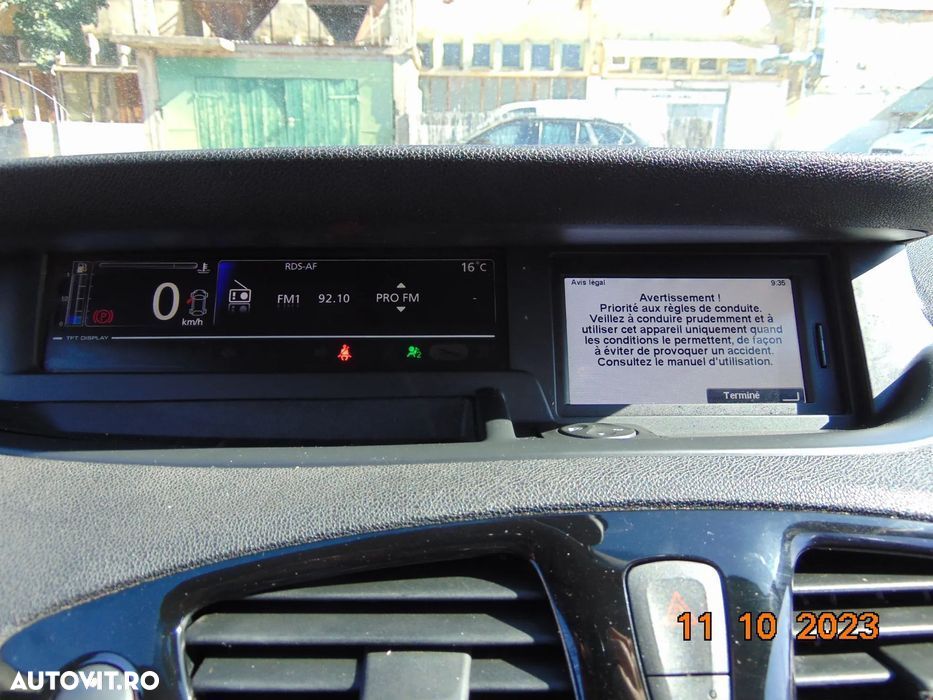 RDS-AF
16°C
0
km/h
FM1 92.10 PRO FM -
(P)
TFT DISPLAY
Avis légal 9:35
Avertissement !
Priorité aux règles de conduite.
Veillez à conduire prudemment et à
utiliser cet appareil uniquement quand
les conditions le permettent, de façon
à éviter de provoquer un accident.
Consultez le manuel d'utilisation.
Terminé
11 10 2023
AUTOVIT.RO